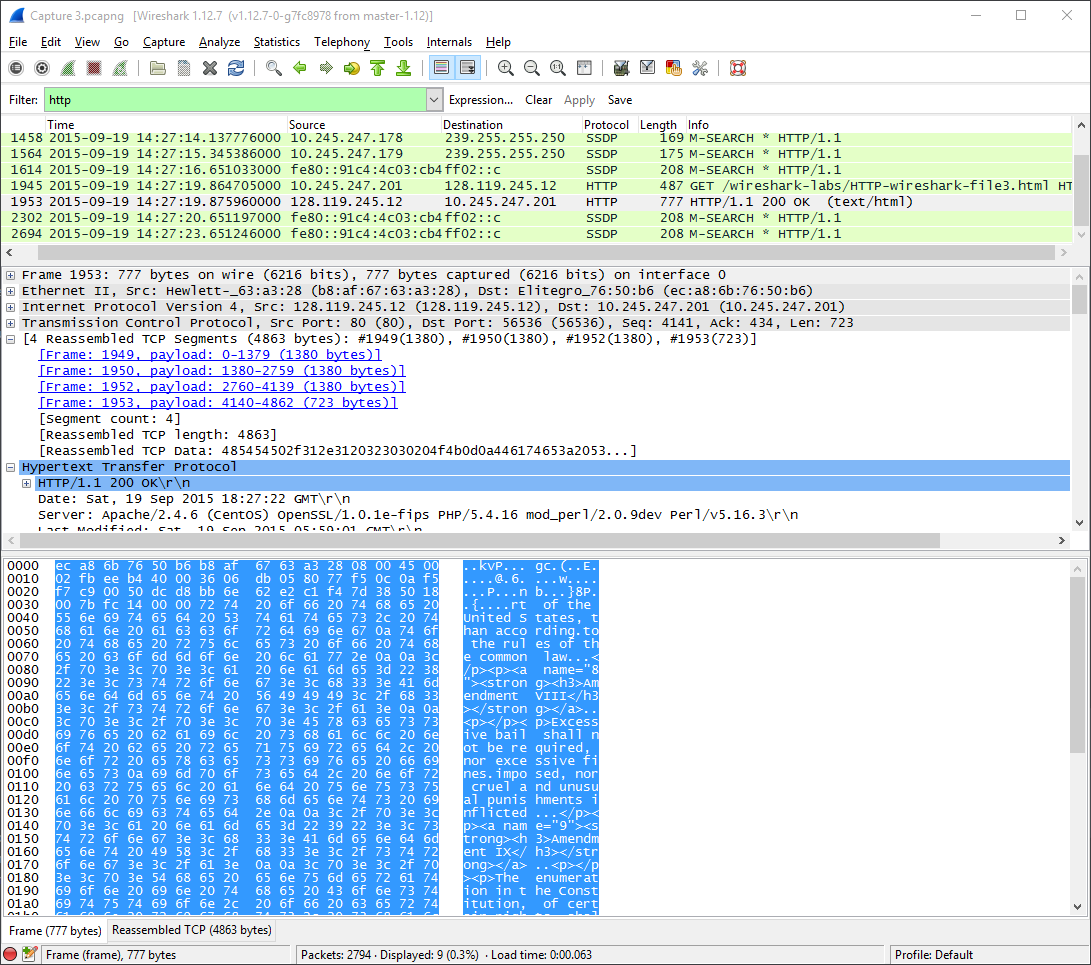 Capture 3.pcapng [Wireshark 1.12.7 (v1.12.7-0-g7fc8978 from master-1.12)]
File Edit View Go Capture Analyze Statistics Telephony Tools Internals Help
Filter: http Expression... Clear Apply Save
Time Source Destination Protocol Length Info
1458 2015-09-19 14:27:14.137776000 10.245.247.178 239.255.255.250 SSDP 169 M-SEARCH * HTTP/1.1
1564 2015-09-19 14:27:15.345386000 10.245.247.179 239.255.255.250 SSDP 175 M-SEARCH * HTTP/1.1
1614 2015-09-19 14:27:16.651033000 fe80::91c4:4c03:cb4 ff02::c SSDP 208 M-SEARCH * HTTP/1.1
1945 2015-09-19 14:27:19.864705000 10.245.247.201 128.119.245.12 HTTP 487 GET /wireshark-labs/HTTP-wireshark-file3.html HT
1953 2015-09-19 14:27:19.875960000 128.119.245.12 10.245.247.201 HTTP 777 HTTP/1.1 200 OK (text/html)
2302 2015-09-19 14:27:20.651197000 fe80::91c4:4c03:cb4 ff02::c SSDP 208 M-SEARCH * HTTP/1.1
2694 2015-09-19 14:27:23.651246000 fe80::91c4:4c03:cb4 ff02::c SSDP 208 M-SEARCH * HTTP/1.1
Frame 1953: 777 bytes on wire (6216 bits), 777 bytes captured (6216 bits) on interface 0
Ethernet II, Src: Hewlett-_63:a3:28 (b8:af:67:63:a3:28), Dst: Elitegro_76:50:b6 (ec:a8:6b:76:50:b6)
Internet Protocol Version 4, Src: 128.119.245.12 (128.119.245.12), Dst: 10.245.247.201 (10.245.247.201)
Transmission Control Protocol, Src Port: 80 (80), Dst Port: 56536 (56536), Seq: 4141, Ack: 434, Len: 723
[4 Reassembled TCP Segments (4863 bytes): #1949(1380), #1950(1380), #1952(1380), #1953(723)]
[Frame: 1949, payload: 0-1379 (1380 bytes)]
[Frame: 1950, payload: 1380-2759 (1380 bytes)]
[Frame: 1952, payload: 2760-4139 (1380 bytes)]
[Frame: 1953, payload: 4140-4862 (723 bytes)]
[Segment count: 4]
[Reassembled TCP length: 4863]
[Reassembled TCP Data: 485454502f312e3120323030204f4b0d0a446174653a2053...]
Hypertext Transfer Protocol
HTTP/1.1 200 OK\r\n
Date: Sat, 19 Sep 2015 18:27:22 GMT\r\n
Server: Apache/2.4.6 (CentOS) OpenSSL/1.0.1e-fips PHP/5.4.16 mod_perl/2.0.9dev Perl/v5.16.3\r\n
Last-Modified: Sat, 19 Sep 2015 05:59:01 GMT\r\n
0000 ec a8 6b 76 50 b6 b8 af 67 63 a3 28 08 00 45 00 ..kvP... gc.(..E.
0010 02 fb ee b4 40 00 36 06 db 05 80 77 f5 0c 0a f5 ....@.6. ...w....
0020 f7 c9 00 50 dc d8 bb 6e 62 e2 c1 f4 7d 38 50 18 ...P...n b...}8P.
0030 00 7b fc 14 00 00 72 74 20 6f 66 20 74 68 65 20 .{....rt of the
0040 55 6e 69 74 65 64 20 53 74 61 74 65 73 2c 20 74 United S tates, t
0050 68 61 6e 20 61 63 63 6f 72 64 69 6e 67 0a 74 6f han acco rding.to
0060 20 74 68 65 20 72 75 6c 65 73 20 6f 66 20 74 68 the rul es of th
0070 65 20 63 6f 6d 6d 6f 6e 20 6c 61 77 2e 0a 0a 3c e common law...<
0080 2f 70 3e 3c 70 3e 3c 61 20 6e 61 6d 65 3d 22 38 /p><p><a name="8
0090 22 3e 3c 73 74 72 6f 6e 67 3e 3c 68 33 3e 41 6d "><stron g><h3>Am
00a0 65 6e 64 6d 65 6e 74 20 56 49 49 49 3c 2f 68 33 endment VIII</h3
00b0 3e 3c 2f 73 74 72 6f 6e 67 3e 3c 2f 61 3e 0a 0a ></stron g></a>..
00c0 3c 70 3e 3c 2f 70 3e 3c 70 3e 45 78 63 65 73 73 <p></p>< p>Excess
00d0 69 76 65 20 62 61 69 6c 20 73 68 61 6c 6c 20 6e ive bail shall n
00e0 6f 74 20 62 65 20 72 65 71 75 69 72 65 64 2c 20 ot be re quired,
00f0 6e 6f 72 20 65 78 63 65 73 73 69 76 65 20 66 69 nor exce ssive fi
0100 6e 65 73 0a 69 6d 70 6f 73 65 64 2c 20 6e 6f 72 nes.impo sed, nor
0110 20 63 72 75 65 6c 20 61 6e 64 20 75 6e 75 73 75 cruel a nd unusu
0120 61 6c 20 70 75 6e 69 73 68 6d 65 6e 74 73 20 69 al punis hments i
0130 6e 66 6c 69 63 74 65 64 2e 0a 0a 3c 2f 70 3e 3c nflicted ...</p><
0140 70 3e 3c 61 20 6e 61 6d 65 3d 22 39 22 3e 3c 73 p><a nam e="9"><s
0150 74 72 6f 6e 67 3e 3c 68 33 3e 41 6d 65 6e 64 6d trong><h 3>Amendm
0160 65 6e 74 20 49 58 3c 2f 68 33 3e 3c 2f 73 74 72 ent IX</ h3></str
0170 6f 6e 67 3e 3c 2f 61 3e 0a 0a 3c 70 3e 3c 2f 70 ong></a> ..<p></p
0180 3e 3c 70 3e 54 68 65 20 65 6e 75 6d 65 72 61 74 ><p>The enumerat
0190 69 6f 6e 20 69 6e 20 74 68 65 20 43 6f 6e 73 74 ion in t he Const
01a0 69 74 75 74 69 6f 6e 2c 20 6f 66 20 63 65 72 74 itution, of cert
Frame (777 bytes) Reassembled TCP (4863 bytes)
Frame (frame), 777 bytes Packets: 2794 · Displayed: 9 (0.3%) · Load time: 0:00.063 Profile: Default